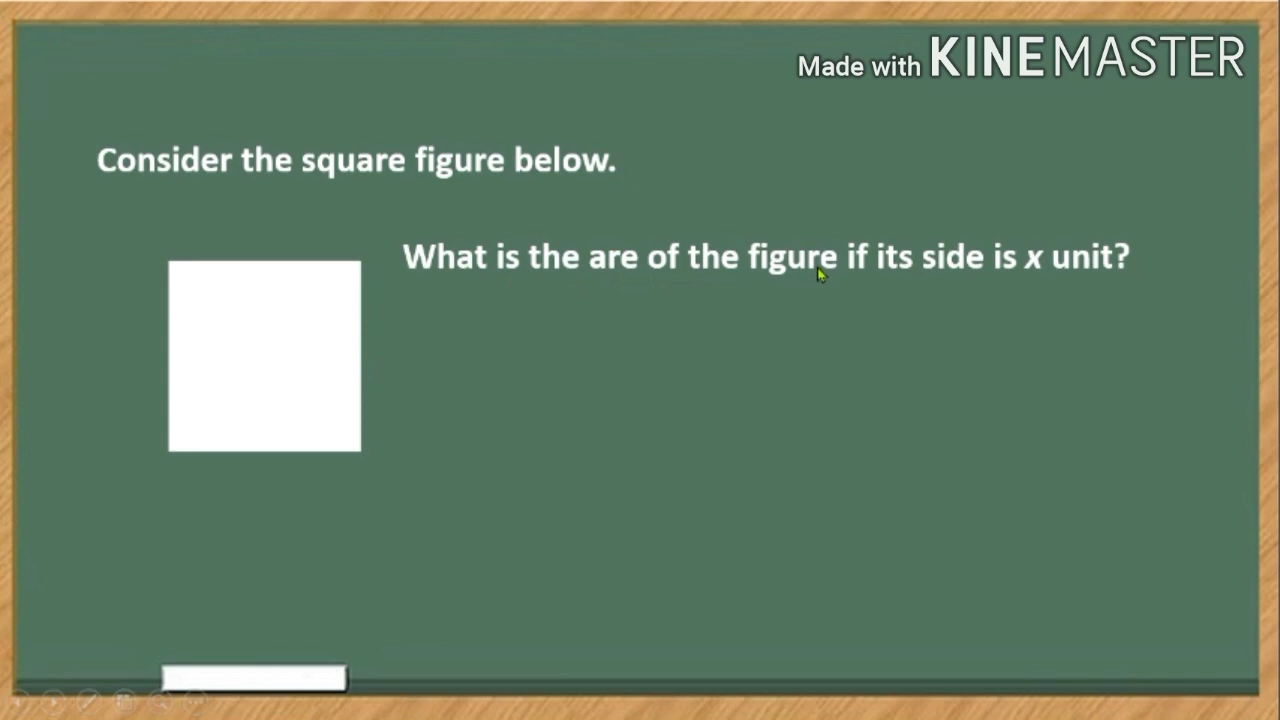 Made with KINEMASTER
Consider the square figure below.
What is the are of the figure if its side is x unit?